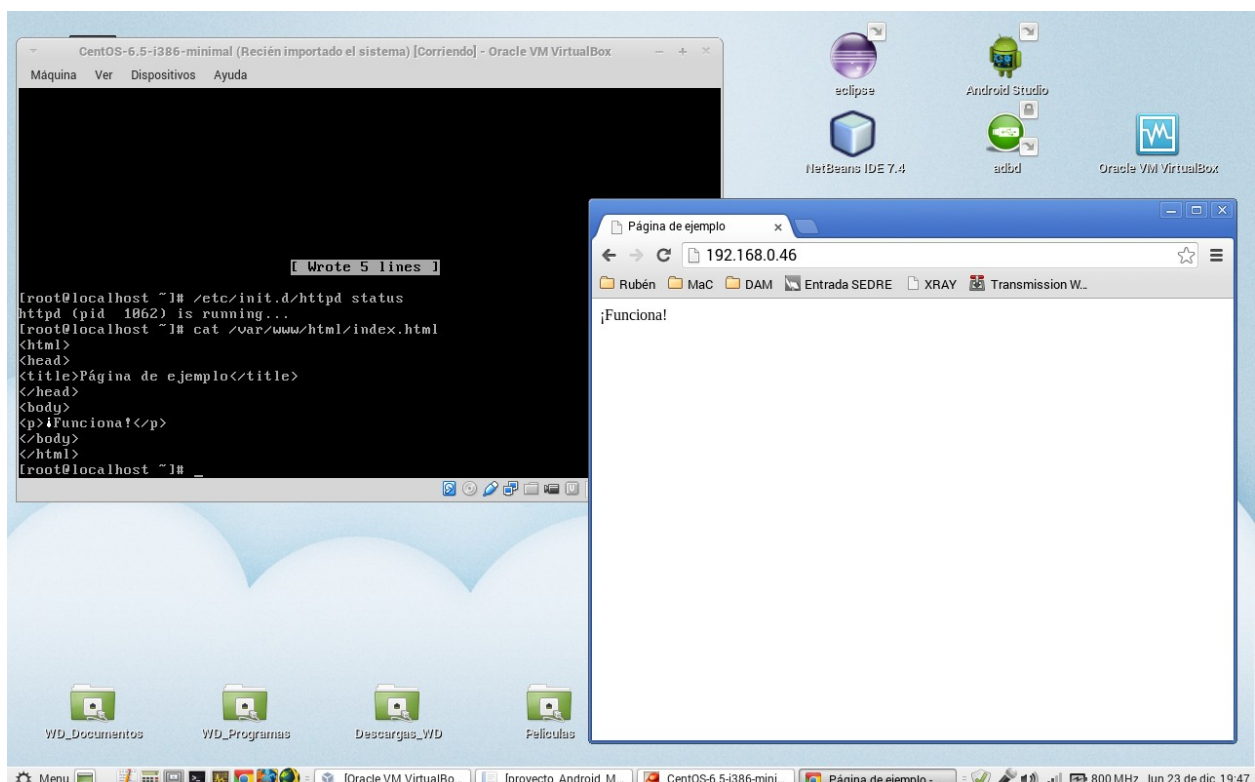 CentOS-6.5-i386-minimal (Recién importado el sistema) [Corriendo] - Oracle VM VirtualBox
Máquina Ver Dispositivos Ayuda
[ Wrote 5 lines ]
[root@localhost ~]# /etc/init.d/httpd status
httpd (pid 1062) is running...
[root@localhost ~]# cat /var/www/html/index.html
<html>
<head>
<title>Página de ejemplo</title>
</head>
<body>
<p>¡Funciona!</p>
</body>
</html>
[root@localhost ~]# _
eclipse
Android Studio
NetBeans IDE 7.4
adbd
Oracle VM VirtualBox
Página de ejemplo
192.168.0.46
Rubén MaC DAM Entrada SEDRE XRAY Transmission W...
¡Funciona!
WD_Documentos
WD_Programas
Descargas_WD
Películas
Menu [Oracle VM VirtualBo... [proyecto_Android_M... CentOS-6.5-i386-mini... Página de ejemplo - ... 800 MHz lun 23 de dic, 19:47